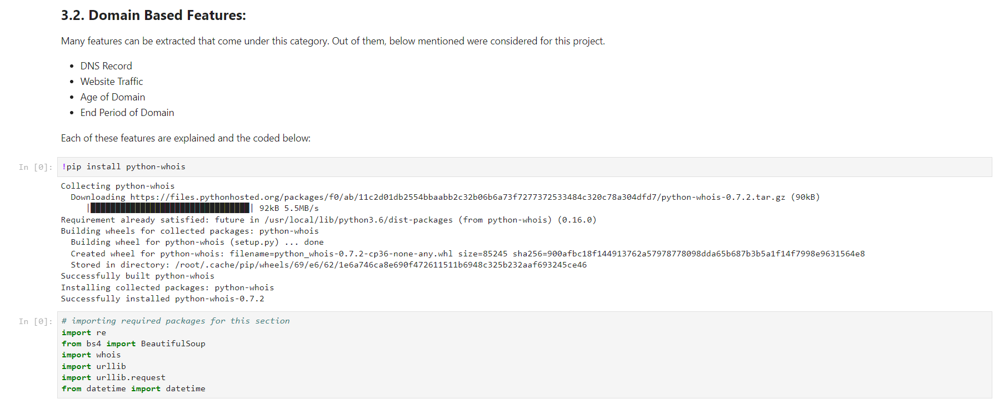 3.2. Domain Based Features:
Many features can be extracted that come under this category. Out of them, below mentioned were considered for this project.
• DNS Record
• Website Traffic
• Age of Domain
• End Period of Domain
Each of these features are explained and the coded below:
In [0]: !pip install python-whois
Collecting python-whois
  Downloading https://files.pythonhosted.org/packages/f0/ab/11c2d01db2554bbaabb2c32b06b6a73f7277372533484c320c78a304dfd7/python-whois-0.7.2.tar.gz (90kB)
     |████████████████████████████████| 92kB 5.5MB/s
Requirement already satisfied: future in /usr/local/lib/python3.6/dist-packages (from python-whois) (0.16.0)
Building wheels for collected packages: python-whois
  Building wheel for python-whois (setup.py) ... done
  Created wheel for python-whois: filename=python_whois-0.7.2-cp36-none-any.whl size=85245 sha256=900afbc18f144913762a57978778098dda65b687b3b5a1f14f7998e9631564e8
  Stored in directory: /root/.cache/pip/wheels/69/e6/62/1e6a746ca8e690f472611511b6948c325b232aaf693245ce46
Successfully built python-whois
Installing collected packages: python-whois
Successfully installed python-whois-0.7.2
In [0]: # importing required packages for this section
import re
from bs4 import BeautifulSoup
import whois
import urllib
import urllib.request
from datetime import datetime